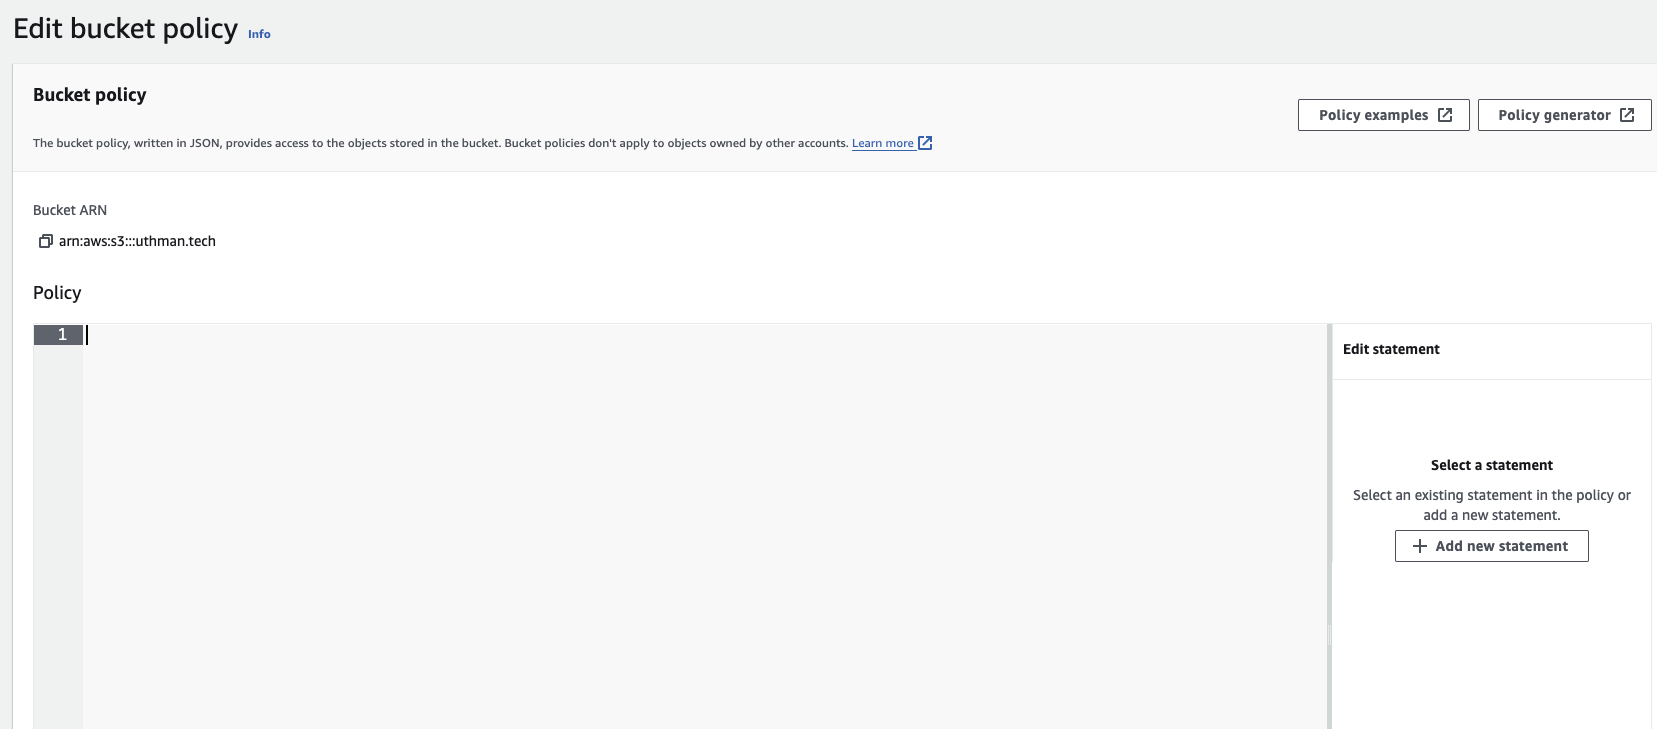 Edit bucket policy Info
Bucket policy
Policy examples
Policy generator
The bucket policy, written in JSON, provides access to the objects stored in the bucket. Bucket policies don't apply to objects owned by other accounts. Learn more
Bucket ARN
arn:aws:s3:::uthman.tech
Policy
1
Edit statement
Select a statement
Select an existing statement in the policy or
add a new statement.
Add new statement